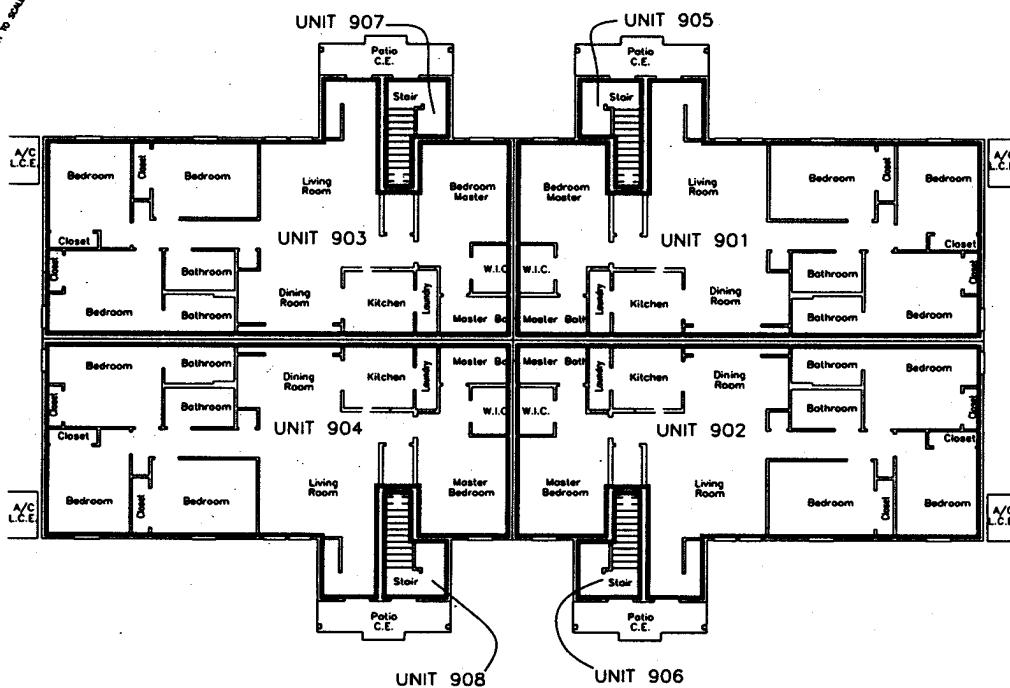 TO SCALE
UNIT 907
UNIT 905
Patio
C.E.
Patio
C.E.
Stair
Stair
A/C
L.C.E.
A/C
L.C.E.
Bedroom
Closet
Bedroom
Living
Room
Bedroom
Master
Bedroom
Master
Living
Room
Bedroom
Closet
Bedroom
Closet
UNIT 903
UNIT 901
Closet
Closet
Bathroom
W.I.C.
W.I.C.
Bathroom
Closet
Bedroom
Bathroom
Dining
Room
Kitchen
Laundry
Master Bath
Master Bath
Laundry
Kitchen
Dining
Room
Bathroom
Bedroom
Bedroom
Bathroom
Dining
Room
Kitchen
Laundry
Master Bath
Master Bath
Laundry
Kitchen
Dining
Room
Bathroom
Bedroom
Closet
Bathroom
W.I.C.
W.I.C.
Bathroom
Closet
Closet
UNIT 904
UNIT 902
Closet
Bedroom
Closet
Bedroom
Living
Room
Master
Bedroom
Master
Bedroom
Living
Room
Bedroom
Closet
Bedroom
A/C
L.C.E.
A/C
L.C.E.
Stair
Stair
Patio
C.E.
Patio
C.E.
UNIT 908
UNIT 906